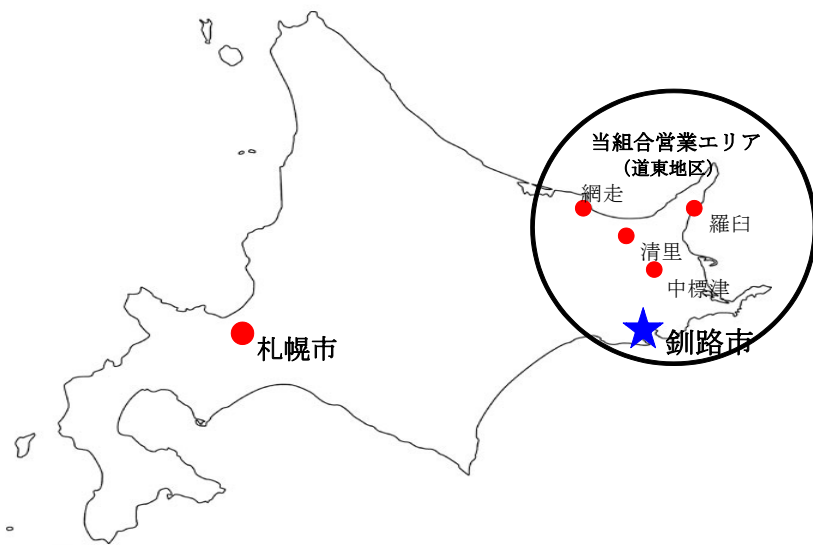 当組合営業エリア
（道東地区）
網走
羅臼
清里
中標津
釧路市
札幌市